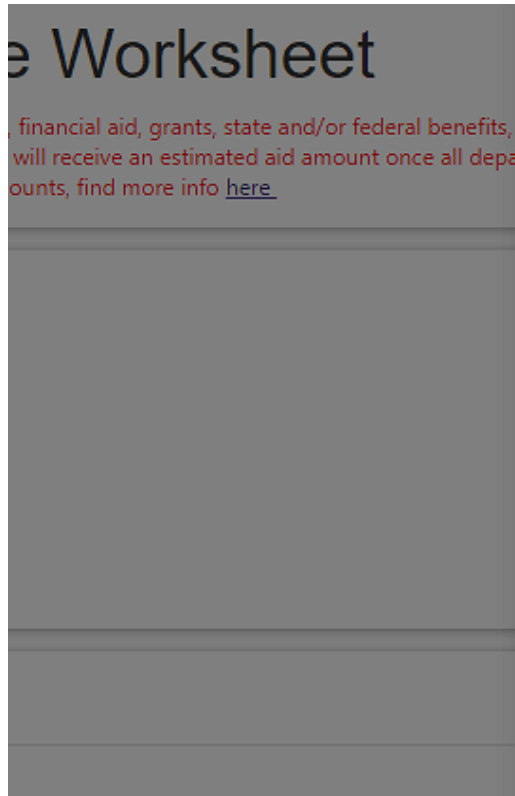 e Worksheet
, financial aid, grants, state and/or federal benefits,
will receive an estimated aid amount once all depa
ounts, find more info here